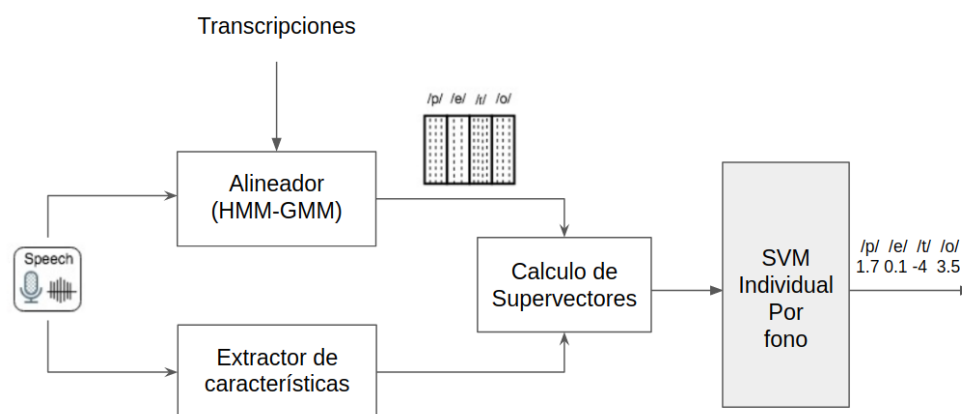 Transcripciones
/p/ /e/ /t/ /o/
Alineador
(HMM-GMM)
Speech
Calculo de
Supervectores
Extractor de
características
SVM
Individual
Por
fono
/p/ /e/ /t/ /o/
1.7 0.1 -4 3.5